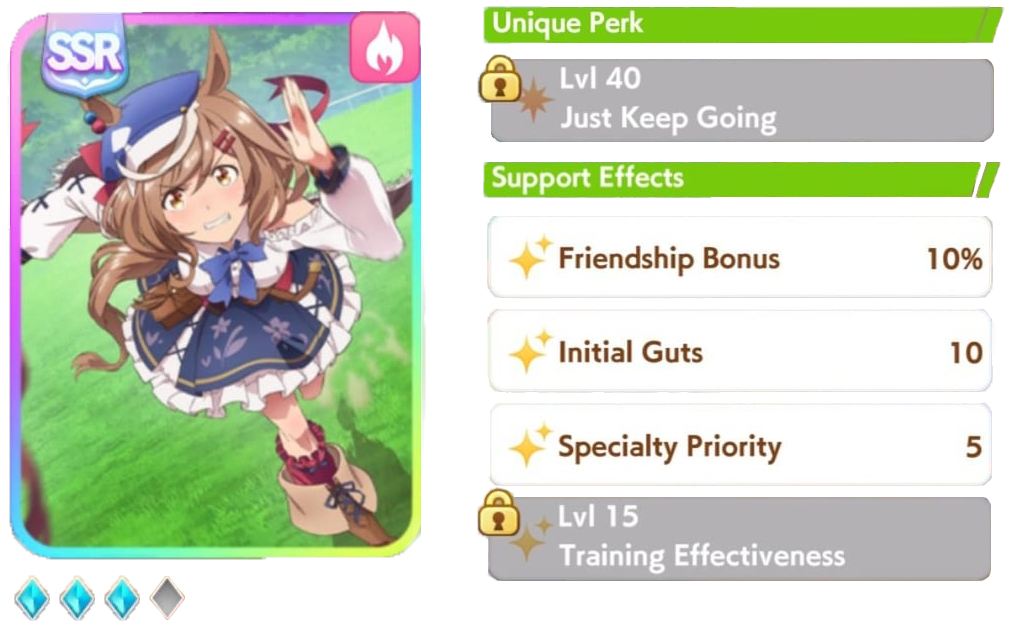 SSR
Unique Perk
Lvl 40
Just Keep Going
Support Effects
Friendship Bonus 10%
Initial Guts 10
Specialty Priority 5
Lvl 15
Training Effectiveness